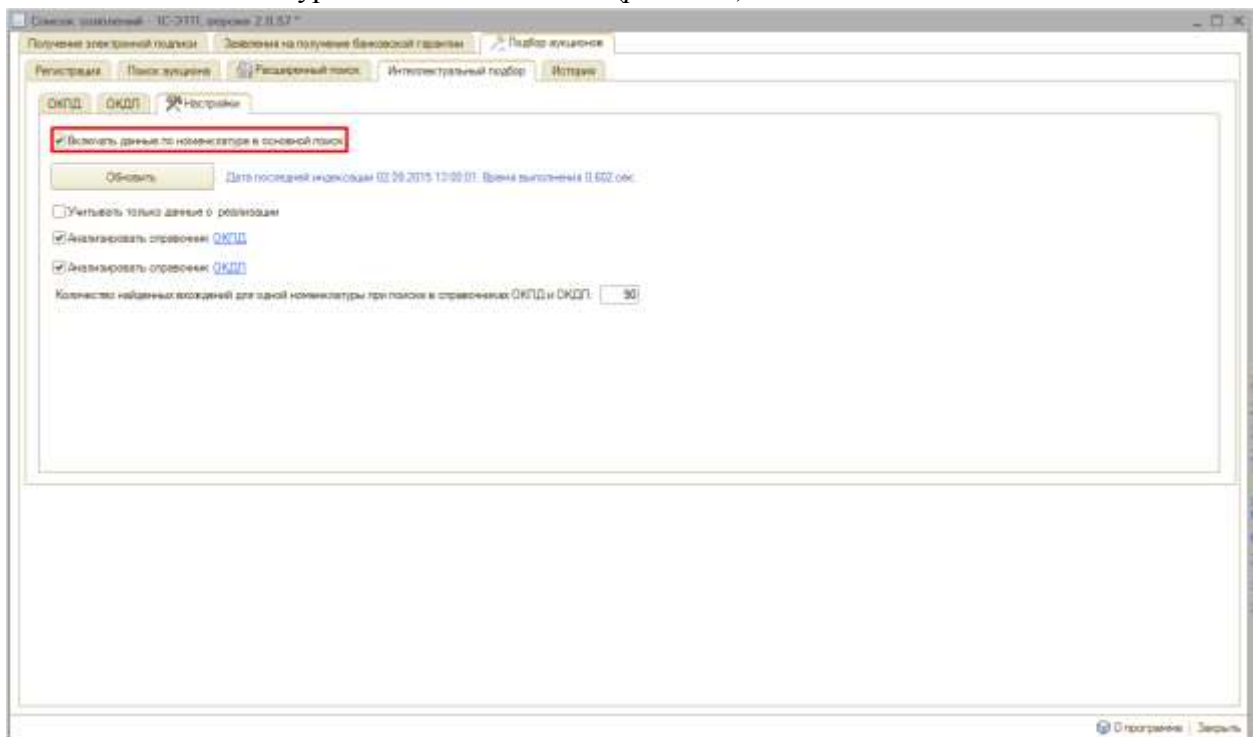 Список заявлений - 1С-ЭТП, версия 2.0.57 *
Получение электронной подписи Заявления на получение банковской гарантии Подбор аукционов
Регистрация Поиск аукциона Расширенный поиск Интеллектуальный подбор История
ОКПД ОКДП Настройки
Включать данные по номенклатуре в основной поиск
Обновить Дата последней индексации 02.09.2015 13:00:01. Время выполнения 0,602 сек.
Учитывать только данные о реализации
Анализировать справочник ОКПД
Анализировать справочник ОКДП
Количество найденных вхождений для одной номенклатуры при поиске в справочниках ОКПД и ОКДП: 90
О программе Закрыть